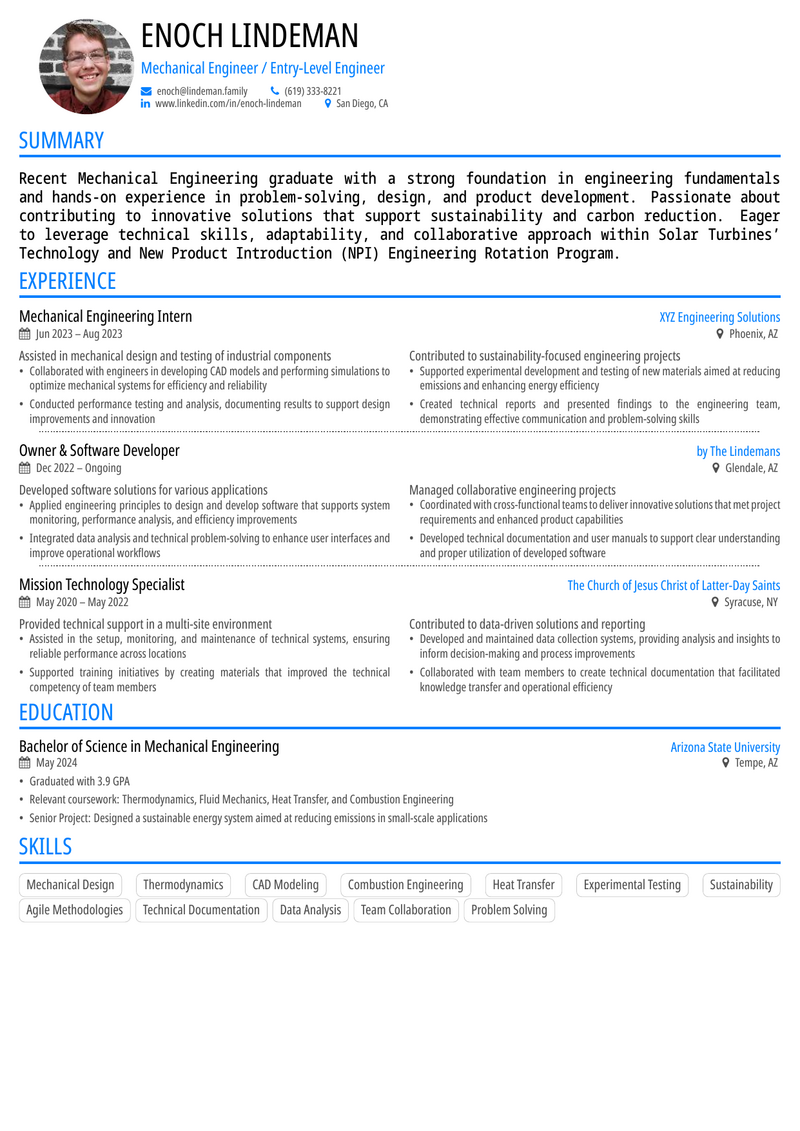 ENOCH LINDEMAN
Mechanical Engineer / Entry-Level Engineer
enoch@lindeman.family (619) 333-8221
www.linkedin.com/in/enoch-lindeman San Diego, CA
SUMMARY
Recent Mechanical Engineering graduate with a strong foundation in engineering fundamentals
and hands-on experience in problem-solving, design, and product development. Passionate about
contributing to innovative solutions that support sustainability and carbon reduction. Eager
to leverage technical skills, adaptability, and collaborative approach within Solar Turbines'
Technology and New Product Introduction (NPI) Engineering Rotation Program.
EXPERIENCE
Mechanical Engineering Intern XYZ Engineering Solutions
Jun 2023 – Aug 2023 Phoenix, AZ
Assisted in mechanical design and testing of industrial components
• Collaborated with engineers in developing CAD models and performing simulations to
optimize mechanical systems for efficiency and reliability
• Conducted performance testing and analysis, documenting results to support design
improvements and innovation
Contributed to sustainability-focused engineering projects
• Supported experimental development and testing of new materials aimed at reducing
emissions and enhancing energy efficiency
• Created technical reports and presented findings to the engineering team,
demonstrating effective communication and problem-solving skills
Owner & Software Developer by The Lindemans
Dec 2022 – Ongoing Glendale, AZ
Developed software solutions for various applications
• Applied engineering principles to design and develop software that supports system
monitoring, performance analysis, and efficiency improvements
• Integrated data analysis and technical problem-solving to enhance user interfaces and
improve operational workflows
Managed collaborative engineering projects
• Coordinated with cross-functional teams to deliver innovative solutions that met project
requirements and enhanced product capabilities
• Developed technical documentation and user manuals to support clear understanding
and proper utilization of developed software
Mission Technology Specialist The Church of Jesus Christ of Latter-Day Saints
May 2020 – May 2022 Syracuse, NY
Provided technical support in a multi-site environment
• Assisted in the setup, monitoring, and maintenance of technical systems, ensuring
reliable performance across locations
• Supported training initiatives by creating materials that improved the technical
competency of team members
Contributed to data-driven solutions and reporting
• Developed and maintained data collection systems, providing analysis and insights to
inform decision-making and process improvements
• Collaborated with team members to create technical documentation that facilitated
knowledge transfer and operational efficiency
EDUCATION
Bachelor of Science in Mechanical Engineering Arizona State University
May 2024 Tempe, AZ
• Graduated with 3.9 GPA
• Relevant coursework: Thermodynamics, Fluid Mechanics, Heat Transfer, and Combustion Engineering
• Senior Project: Designed a sustainable energy system aimed at reducing emissions in small-scale applications
SKILLS
Mechanical Design Thermodynamics CAD Modeling Combustion Engineering Heat Transfer Experimental Testing Sustainability
Agile Methodologies Technical Documentation Data Analysis Team Collaboration Problem Solving